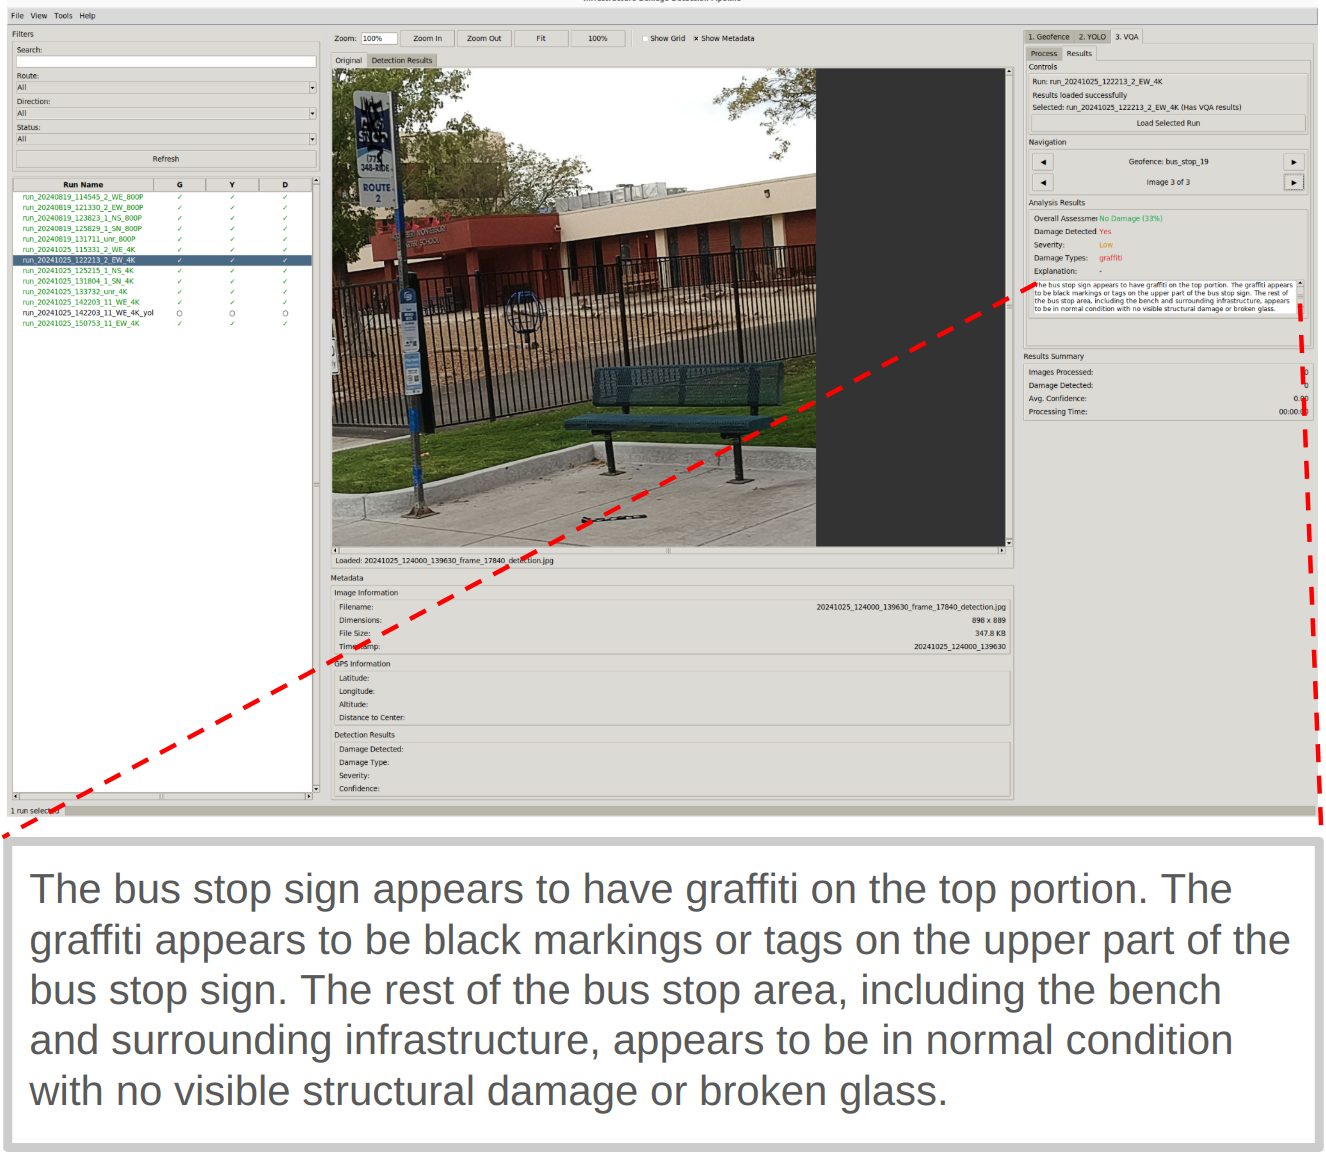 File View Tools Help
Filters
Search:
Route:
All
Direction:
All
Status:
All
Refresh
Run Name G Y D
run_20240819_114545_2_WE_800P ✓ ✓ ✓
run_20240819_121330_2_EW_800P ✓ ✓ ✓
run_20240819_123823_1_NS_800P ✓ ✓ ✓
run_20240819_125829_1_SN_800P ✓ ✓ ✓
run_20240819_131711_unr_800P ✓ ✓ ✓
run_20241025_115331_2_WE_4K ✓ ✓ ✓
run_20241025_122213_2_EW_4K ✓ ✓ ✓
run_20241025_125215_1_NS_4K ✓ ✓ ✓
run_20241025_131804_1_SN_4K ✓ ✓ ✓
run_20241025_133732_unr_4K ✓ ✓ ✓
run_20241025_142203_11_WE_4K ✓ ✓ ✓
run_20241025_142203_11_WE_4K_yol ○ ○ ○
run_20241025_150753_11_EW_4K ✓ ✓ ✓
1 run selected
Zoom: 100% Zoom In Zoom Out Fit 100% Show Grid Show Metadata
Original Detection Results
STOP
348-RIDE
ROUTE
2
MONTESSORI
SCHOOL
Loaded: 20241025_124000_139630_frame_17840_detection.jpg
Metadata
Image Information
Filename: 20241025_124000_139630_frame_17840_detection.jpg
Dimensions: 898 x 889
File Size: 347.8 KB
Timestamp: 20241025_124000_139630
GPS Information
Latitude:
Longitude:
Altitude:
Distance to Center:
Detection Results
Damage Detected:
Damage Type:
Severity:
Confidence:
1. Geofence 2. YOLO 3. VQA
Process Results
Controls
Run: run_20241025_122213_2_EW_4K
Results loaded successfully
Selected: run_20241025_122213_2_EW_4K (Has VQA results)
Load Selected Run
Navigation
◄ Geofence: bus_stop_19 ►
◄ Image 3 of 3 ►
Analysis Results
Overall Assessmen No Damage (33%)
Damage Detected Yes
Severity: Low
Damage Types: graffiti
Explanation: -
The bus stop sign appears to have graffiti on the top portion. The graffiti appears
to be black markings or tags on the upper part of the bus stop sign. The rest of
the bus stop area, including the bench and surrounding infrastructure, appears
to be in normal condition with no visible structural damage or broken glass.
Results Summary
Images Processed: 0
Damage Detected: 0
Avg. Confidence:
Processing Time:
The bus stop sign appears to have graffiti on the top portion. The
graffiti appears to be black markings or tags on the upper part of the
bus stop sign. The rest of the bus stop area, including the bench
and surrounding infrastructure, appears to be in normal condition
with no visible structural damage or broken glass.